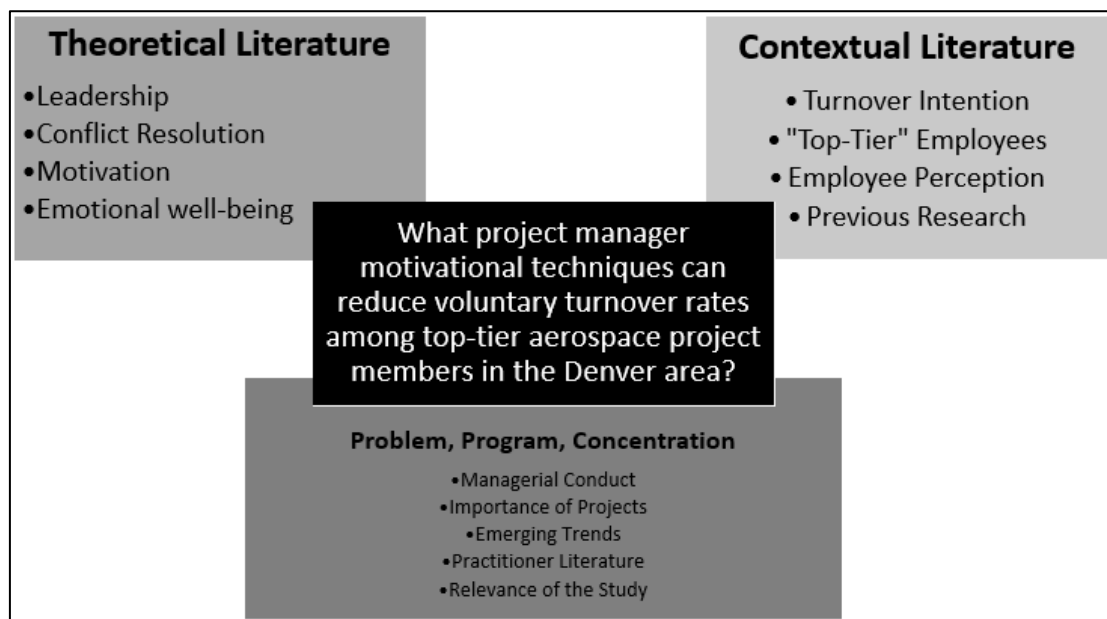 Theoretical Literature
•Leadership
•Conflict Resolution
•Motivation
•Emotional well-being
Contextual Literature
• Turnover Intention
• "Top-Tier" Employees
• Employee Perception
• Previous Research
What project manager
motivational techniques can
reduce voluntary turnover rates
among top-tier aerospace project
members in the Denver area?
Problem, Program, Concentration
•Managerial Conduct
•Importance of Projects
•Emerging Trends
•Practitioner Literature
•Relevance of the Study